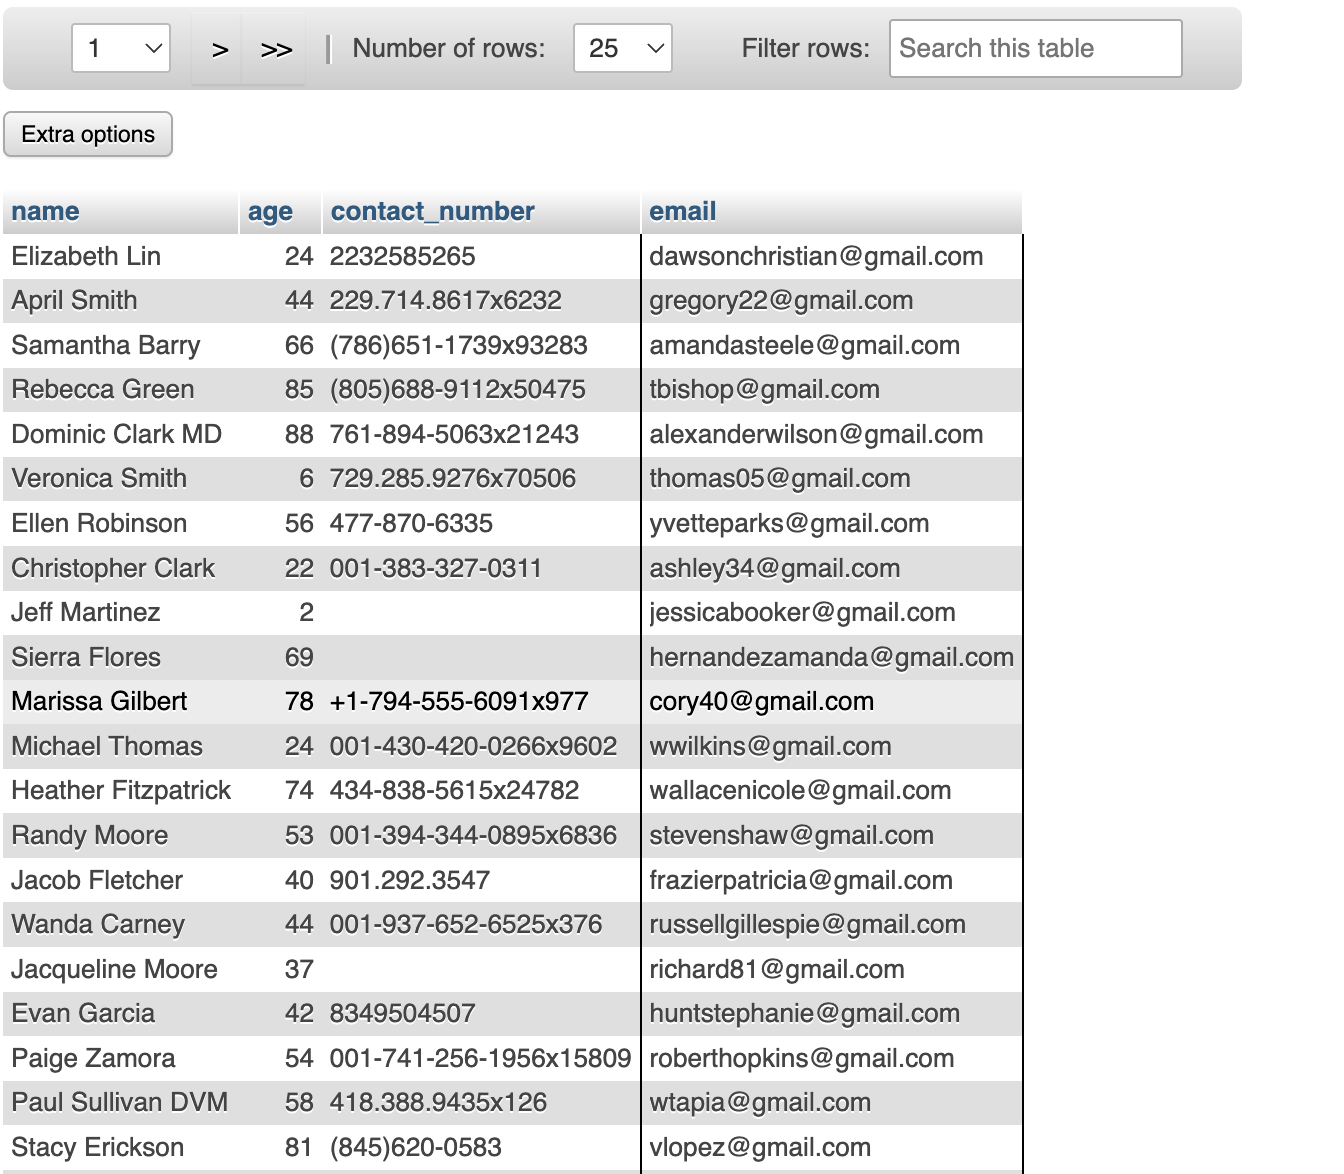 1 > >> | Number of rows: 25 Filter rows: Search this table
Extra options
name age contact_number email
Elizabeth Lin 24 2232585265 dawsonchristian@gmail.com
April Smith 44 229.714.8617x6232 gregory22@gmail.com
Samantha Barry 66 (786)651-1739x93283 amandasteele@gmail.com
Rebecca Green 85 (805)688-9112x50475 tbishop@gmail.com
Dominic Clark MD 88 761-894-5063x21243 alexanderwilson@gmail.com
Veronica Smith 6 729.285.9276x70506 thomas05@gmail.com
Ellen Robinson 56 477-870-6335 yvetteparks@gmail.com
Christopher Clark 22 001-383-327-0311 ashley34@gmail.com
Jeff Martinez 2 jessicabooker@gmail.com
Sierra Flores 69 hernandezamanda@gmail.com
Marissa Gilbert 78 +1-794-555-6091x977 cory40@gmail.com
Michael Thomas 24 001-430-420-0266x9602 wwilkins@gmail.com
Heather Fitzpatrick 74 434-838-5615x24782 wallacenicole@gmail.com
Randy Moore 53 001-394-344-0895x6836 stevenshaw@gmail.com
Jacob Fletcher 40 901.292.3547 frazierpatricia@gmail.com
Wanda Carney 44 001-937-652-6525x376 russellgillespie@gmail.com
Jacqueline Moore 37 richard81@gmail.com
Evan Garcia 42 8349504507 huntstephanie@gmail.com
Paige Zamora 54 001-741-256-1956x15809 roberthopkins@gmail.com
Paul Sullivan DVM 58 418.388.9435x126 wtapia@gmail.com
Stacy Erickson 81 (845)620-0583 vlopez@gmail.com